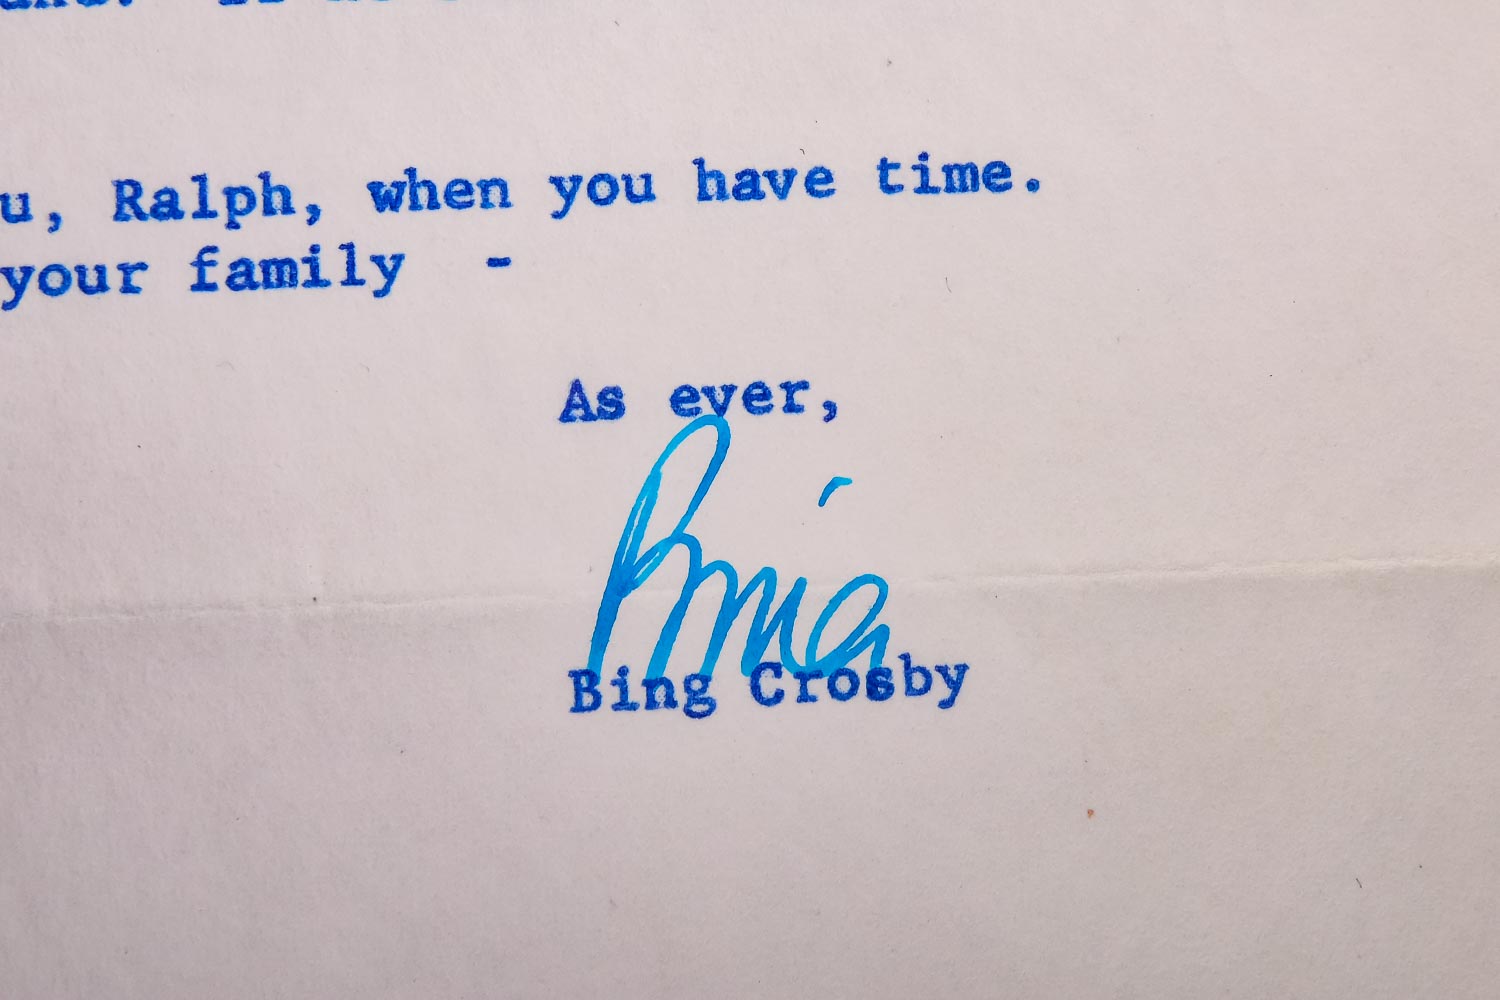 u, Ralph, when you have time.
your family -
As ever,
Bing
Bing Crosby